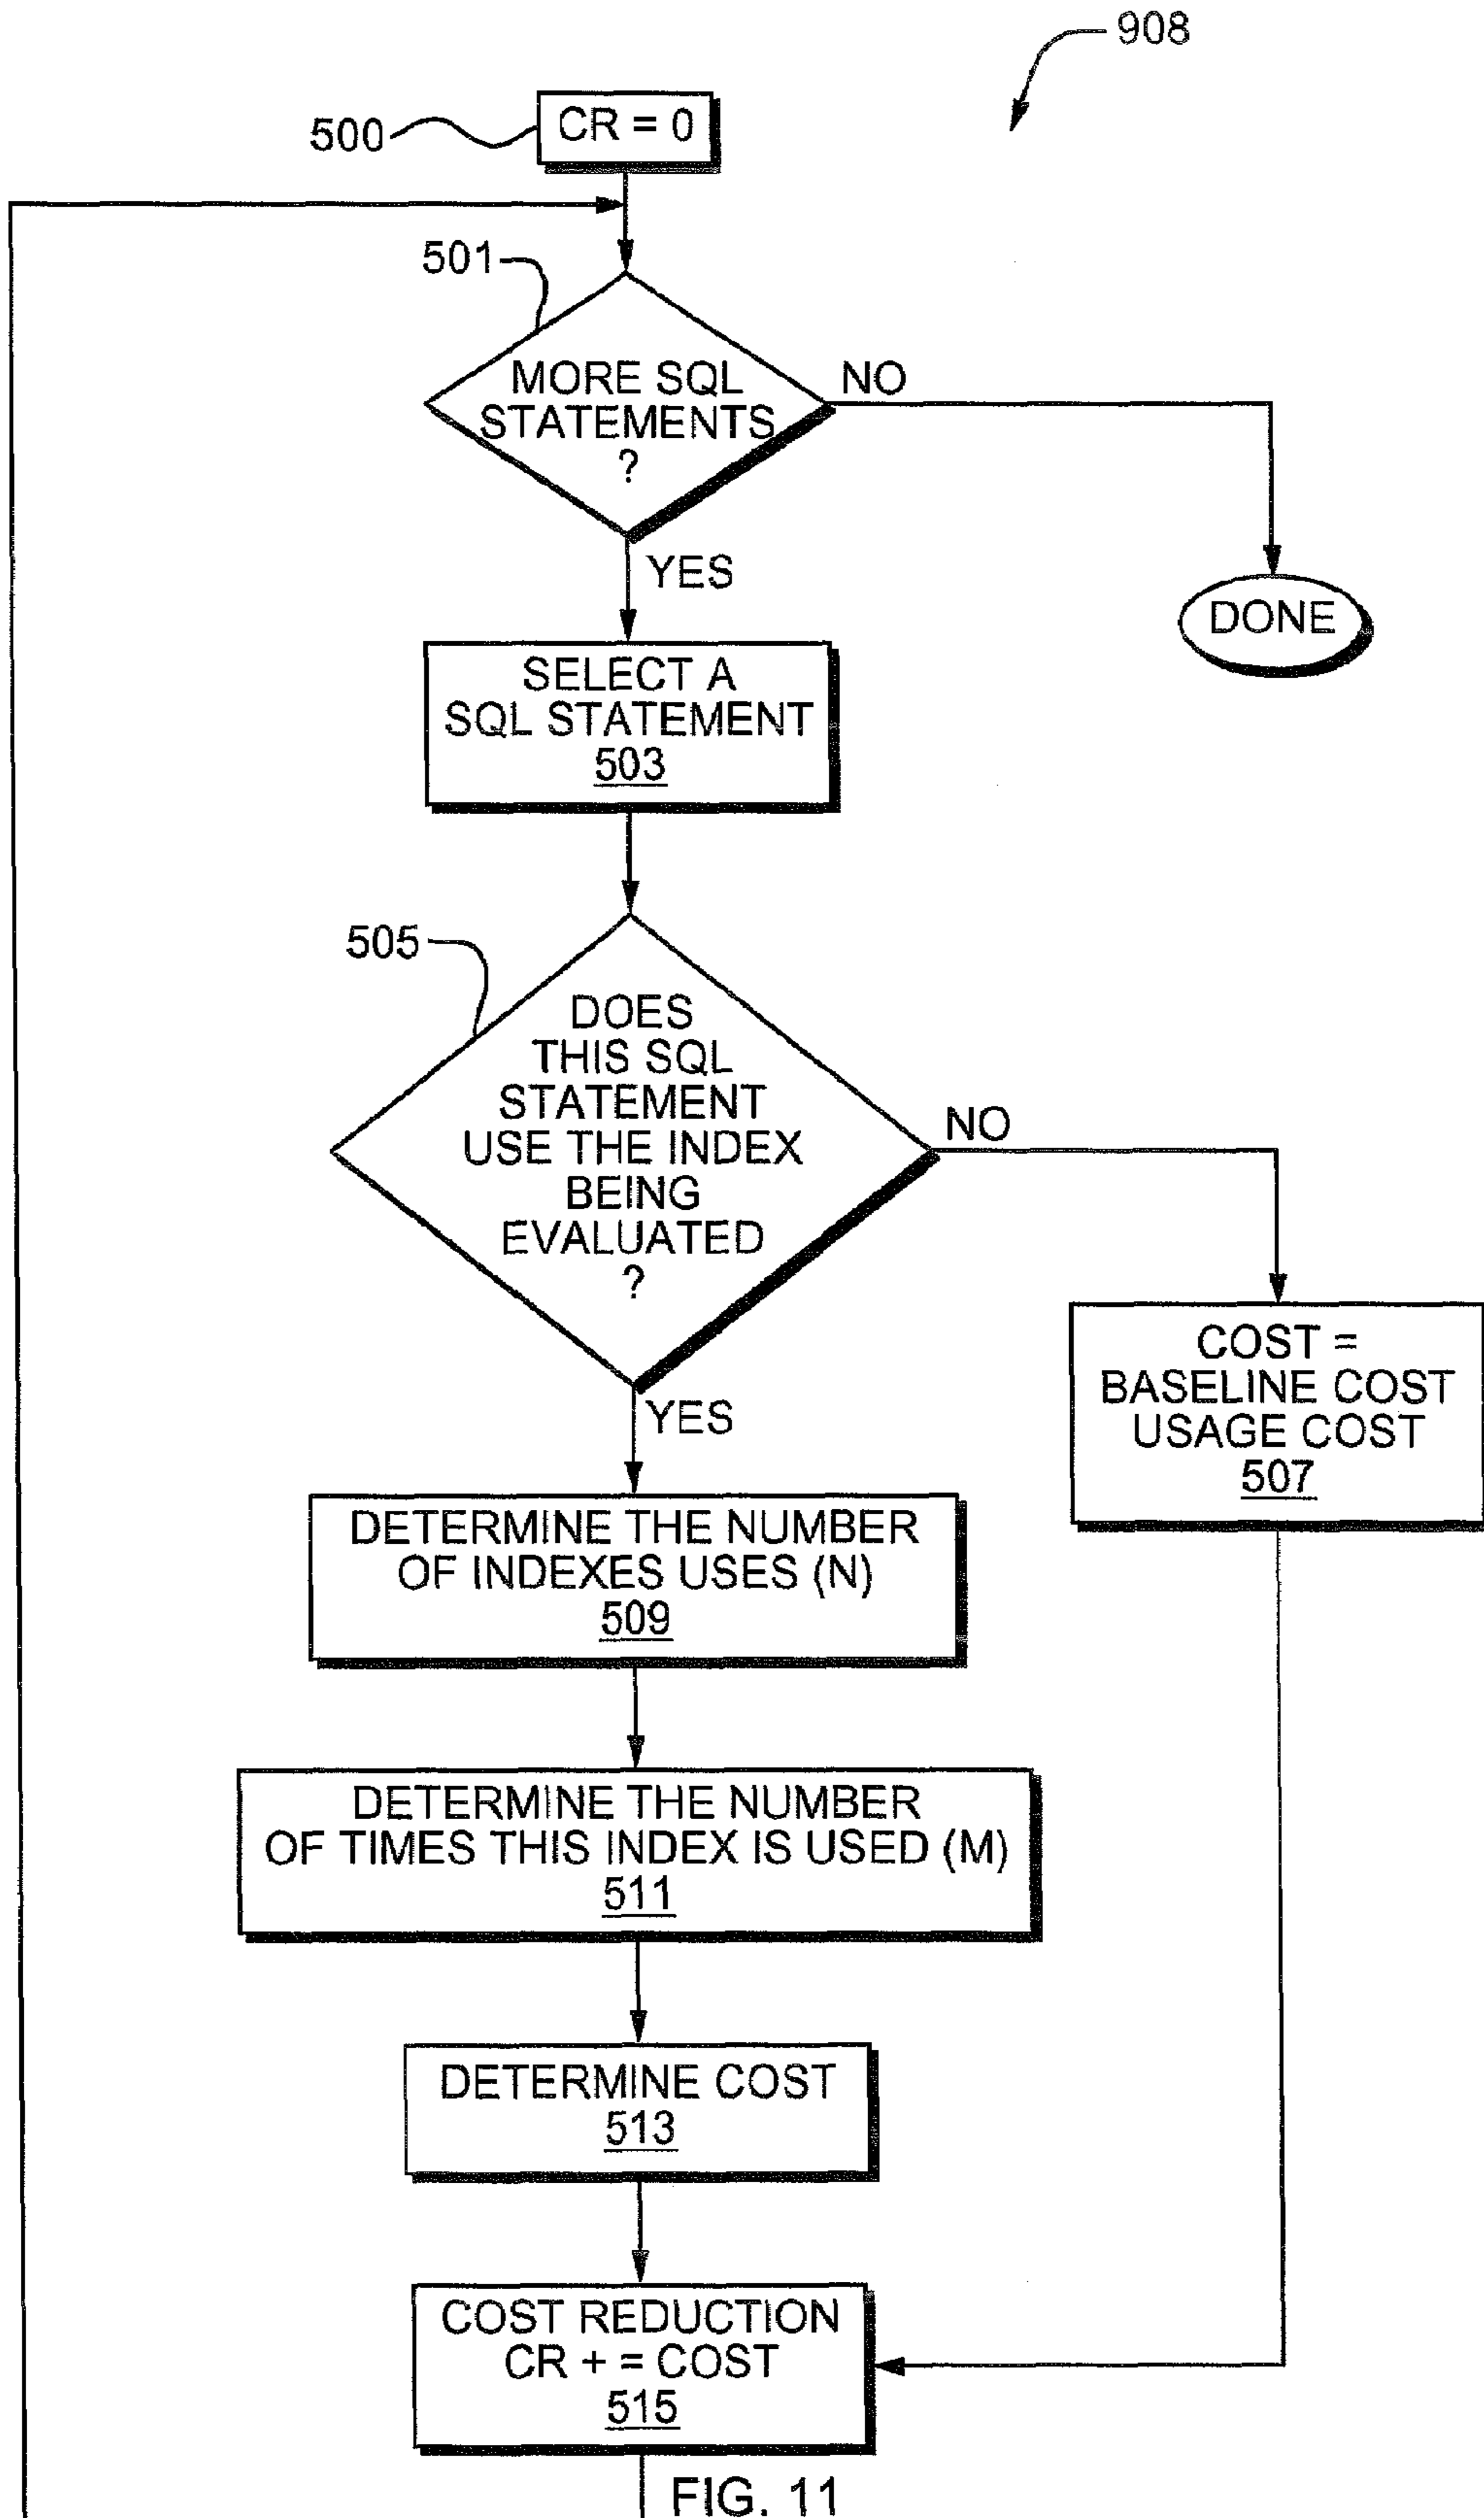 908
500
CR = 0
501
MORE SQL
STATEMENTS
?
NO
YES
DONE
SELECT A
SQL STATEMENT
503
505
DOES
THIS SQL
STATEMENT
USE THE INDEX
BEING
EVALUATED
?
NO
YES
COST =
BASELINE COST
USAGE COST
507
DETERMINE THE NUMBER
OF INDEXES USES (N)
509
DETERMINE THE NUMBER
OF TIMES THIS INDEX IS USED (M)
511
DETERMINE COST
513
COST REDUCTION
CR + = COST
515
FIG. 11